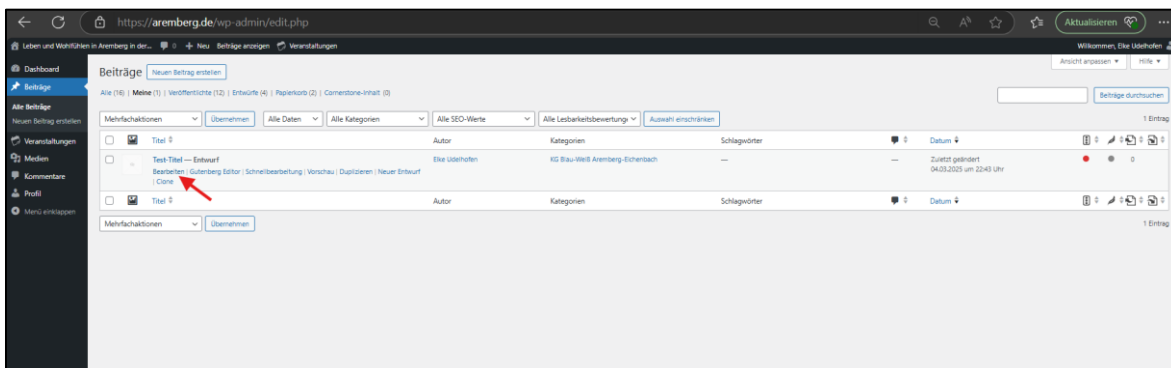 https://aremberg.de/wp-admin/edit.php Aktualisieren
Leben und Wohlfühlen in Aremberg in der... 0 + Neu Beiträge anzeigen Veranstaltungen Willkommen, Elke Udelhofen
Dashboard
Beiträge
Alle Beiträge
Neuen Beitrag erstellen
Veranstaltungen
Medien
Kommentare
Profil
Menü einklappen
Ansicht anpassen Hilfe
Beiträge Neuen Beitrag erstellen
Alle (16) | Meine (1) | Veröffentlichte (12) | Entwürfe (4) | Papierkorb (2) | Cornerstone-Inhalt (0)
Beiträge durchsuchen
Mehrfachaktionen Übernehmen Alle Daten Alle Kategorien Alle SEO-Werte Alle Lesbarkeitsbewertung Auswahl einschränken 1 Eintrag
Titel Autor Kategorien Schlagwörter Datum
Test-Titel — Entwurf Elke Udelhofen KG Blau-Weiß Aremberg-Eichenbach — — Zuletzt geändert 0
Bearbeiten | Gutenberg Editor | Schnellbearbeitung | Vorschau | Duplizieren | Neuer Entwurf 04.03.2025 um 22:43 Uhr
| Clone
Titel Autor Kategorien Schlagwörter Datum
Mehrfachaktionen Übernehmen 1 Eintrag